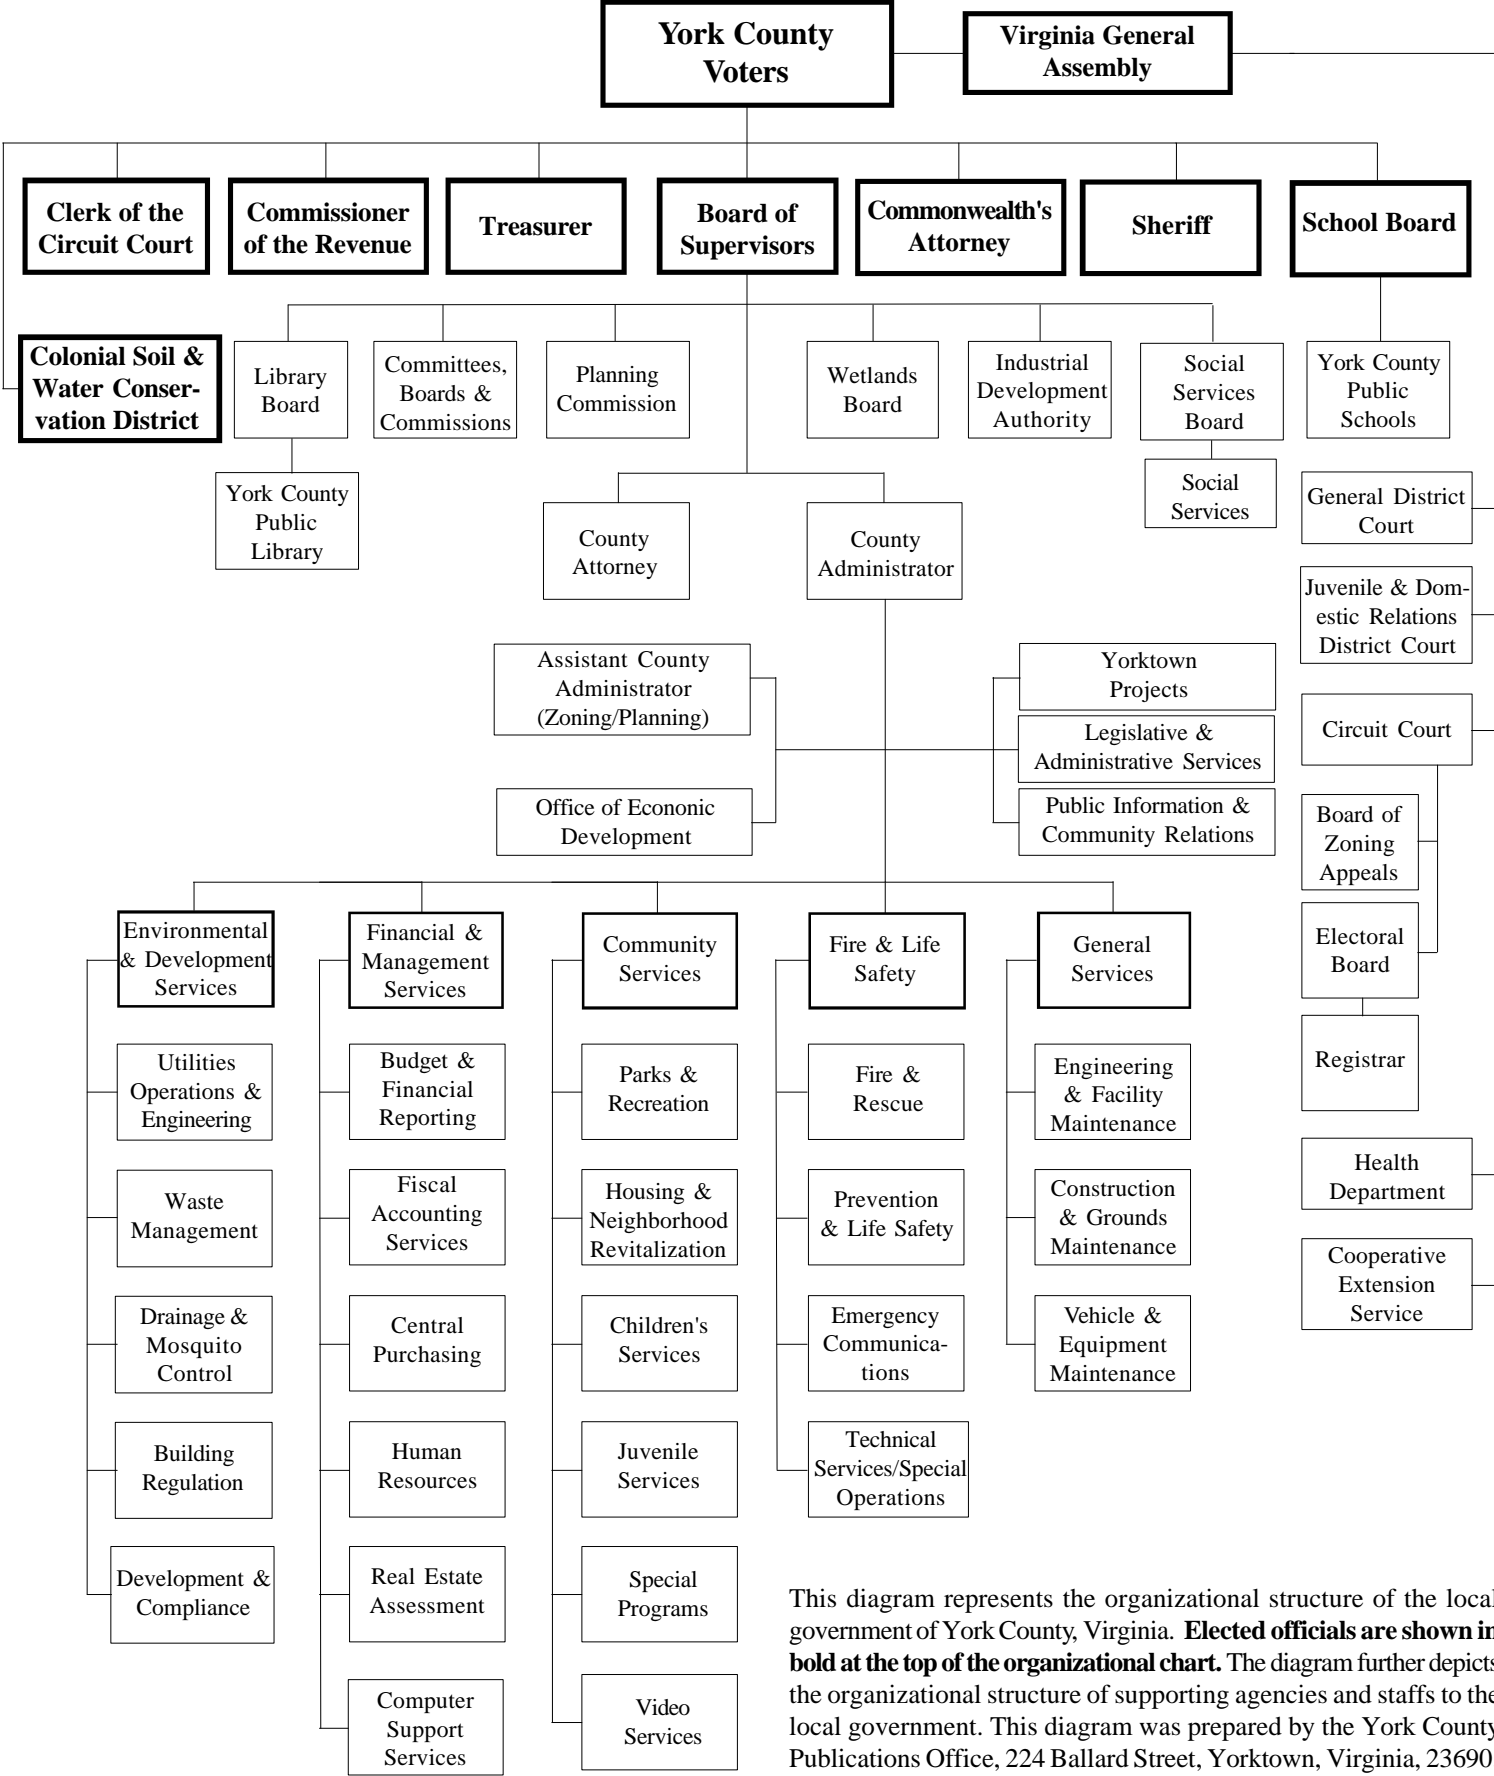 York County
Voters
Virginia General
Assembly
Clerk of the
Circuit Court
Commissioner
of the Revenue
Treasurer
Board of
Supervisors
Commonwealth's
Attorney
Sheriff
School Board
Colonial Soil &
Water Conser-
vation District
Library
Board
Committees,
Boards &
Commissions
Planning
Commission
Wetlands
Board
Industrial
Development
Authority
Social
Services
Board
York County
Public
Schools
York County
Public
Library
Social
Services
General District
Court
County
Attorney
County
Administrator
Juvenile & Dom-
estic Relations
District Court
Assistant County
Administrator
(Zoning/Planning)
Yorktown
Projects
Legislative &
Administrative Services
Circuit Court
Office of Econonic
Development
Public Information &
Community Relations
Board of
Zoning
Appeals
Electoral
Board
Registrar
Health
Department
Cooperative
Extension
Service
Environmental
& Development
Services
Utilities
Operations &
Engineering
Waste
Management
Drainage &
Mosquito
Control
Building
Regulation
Development &
Compliance
Financial &
Management
Services
Budget &
Financial
Reporting
Fiscal
Accounting
Services
Central
Purchasing
Human
Resources
Real Estate
Assessment
Computer
Support
Services
Community
Services
Parks &
Recreation
Housing &
Neighborhood
Revitalization
Children's
Services
Juvenile
Services
Special
Programs
Video
Services
Fire & Life
Safety
Fire &
Rescue
Prevention
& Life Safety
Emergency
Communica-
tions
Technical
Services/Special
Operations
General
Services
Engineering
& Facility
Maintenance
Construction
& Grounds
Maintenance
Vehicle &
Equipment
Maintenance
This diagram represents the organizational structure of the local
government of York County, Virginia. Elected officials are shown in
bold at the top of the organizational chart. The diagram further depicts
the organizational structure of supporting agencies and staffs to the
local government. This diagram was prepared by the York County
Publications Office, 224 Ballard Street, Yorktown, Virginia, 23690